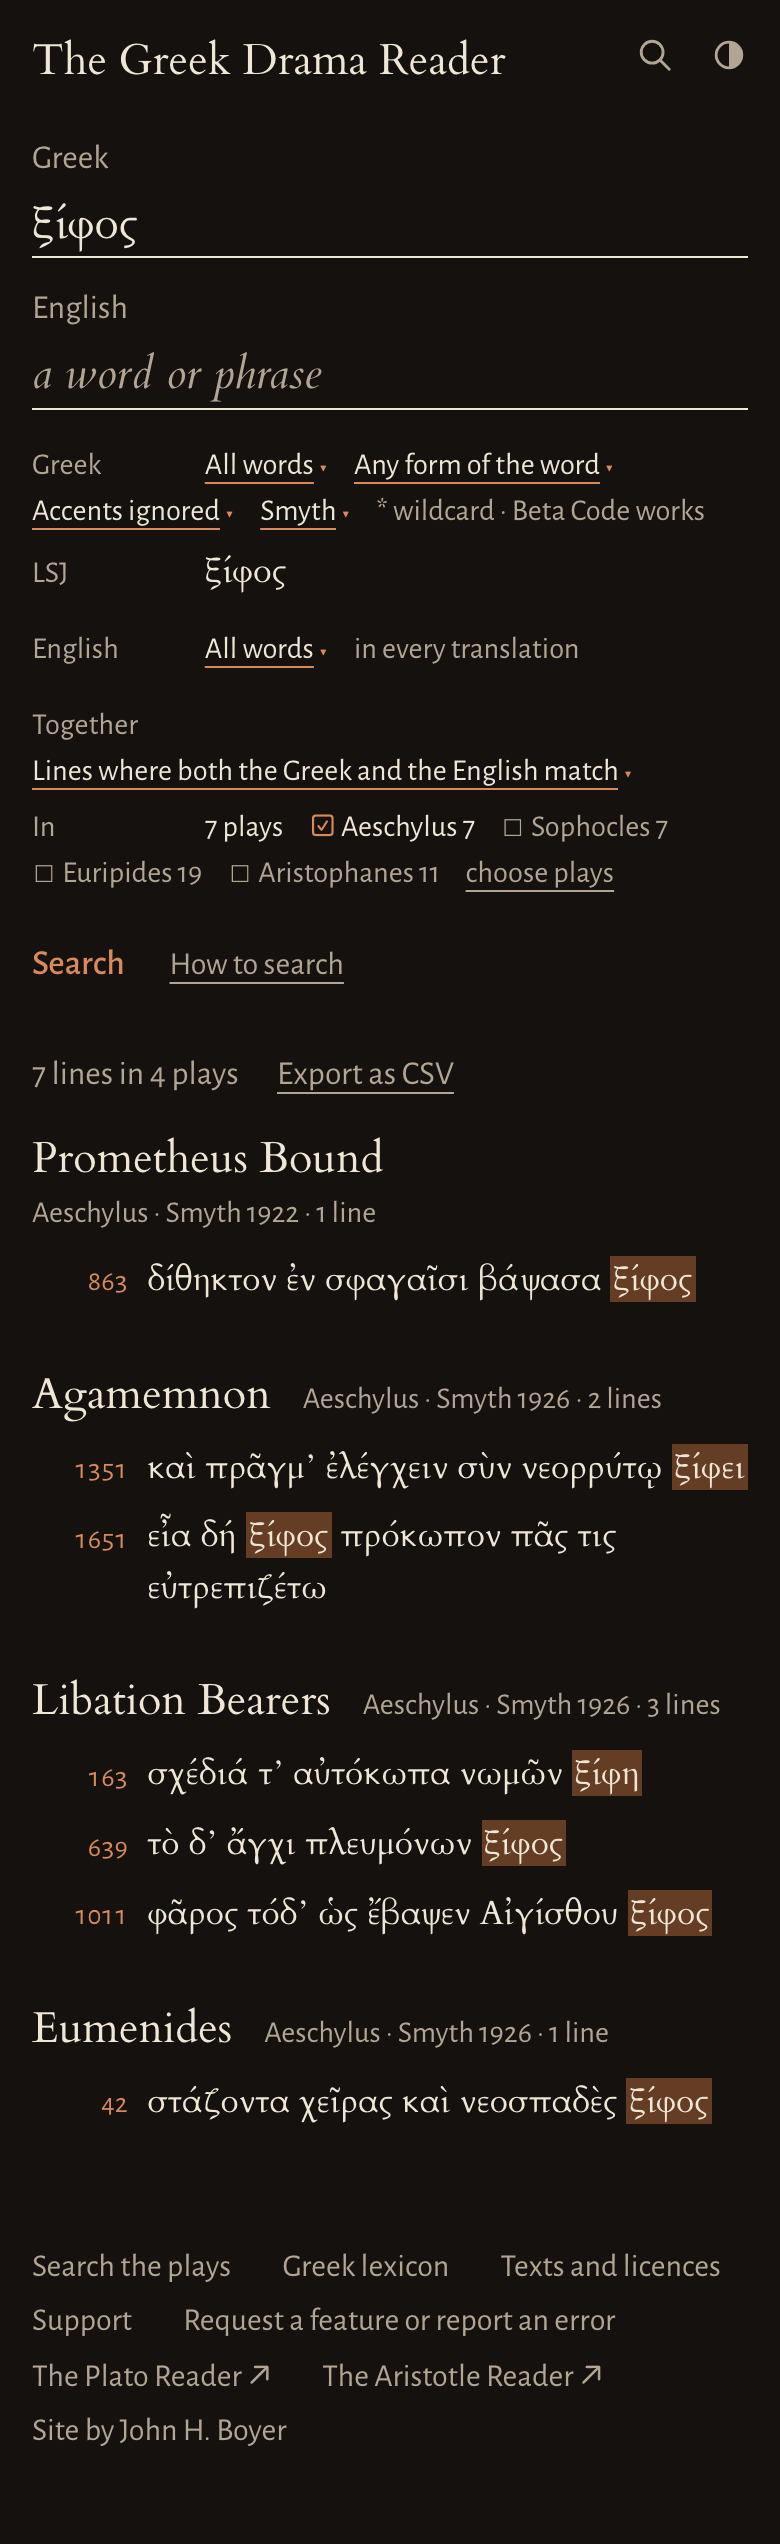 The Greek Drama Reader
Greek
ξίφος
English
a word or phrase
Greek All words ▾ Any form of the word ▾
Accents ignored ▾ Smyth ▾ * wildcard · Beta Code works
LSJ ξίφος
English All words ▾ in every translation
Together
Lines where both the Greek and the English match ▾
In 7 plays ☑ Aeschylus 7 ☐ Sophocles 7
☐ Euripides 19 ☐ Aristophanes 11 choose plays
Search How to search
7 lines in 4 plays Export as CSV
Prometheus Bound
Aeschylus · Smyth 1922 · 1 line
863 δίθηκτον ἐν σφαγαῖσι βάψασα ξίφος
Agamemnon Aeschylus · Smyth 1926 · 2 lines
1351 καὶ πρᾶγμ’ ἐλέγχειν σὺν νεορρύτῳ ξίφει
1651 εἶα δή ξίφος πρόκωπον πᾶς τις
εὐτρεπιζέτω
Libation Bearers Aeschylus · Smyth 1926 · 3 lines
163 σχέδιά τ’ αὐτόκωπα νωμῶν ξίφη
639 τὸ δ’ ἄγχι πλευμόνων ξίφος
1011 φᾶρος τόδ’ ὡς ἔβαψεν Αἰγίσθου ξίφος
Eumenides Aeschylus · Smyth 1926 · 1 line
42 στάζοντα χεῖρας καὶ νεοσπαδὲς ξίφος
Search the plays Greek lexicon Texts and licences
Support Request a feature or report an error
The Plato Reader ↗ The Aristotle Reader ↗
Site by John H. Boyer